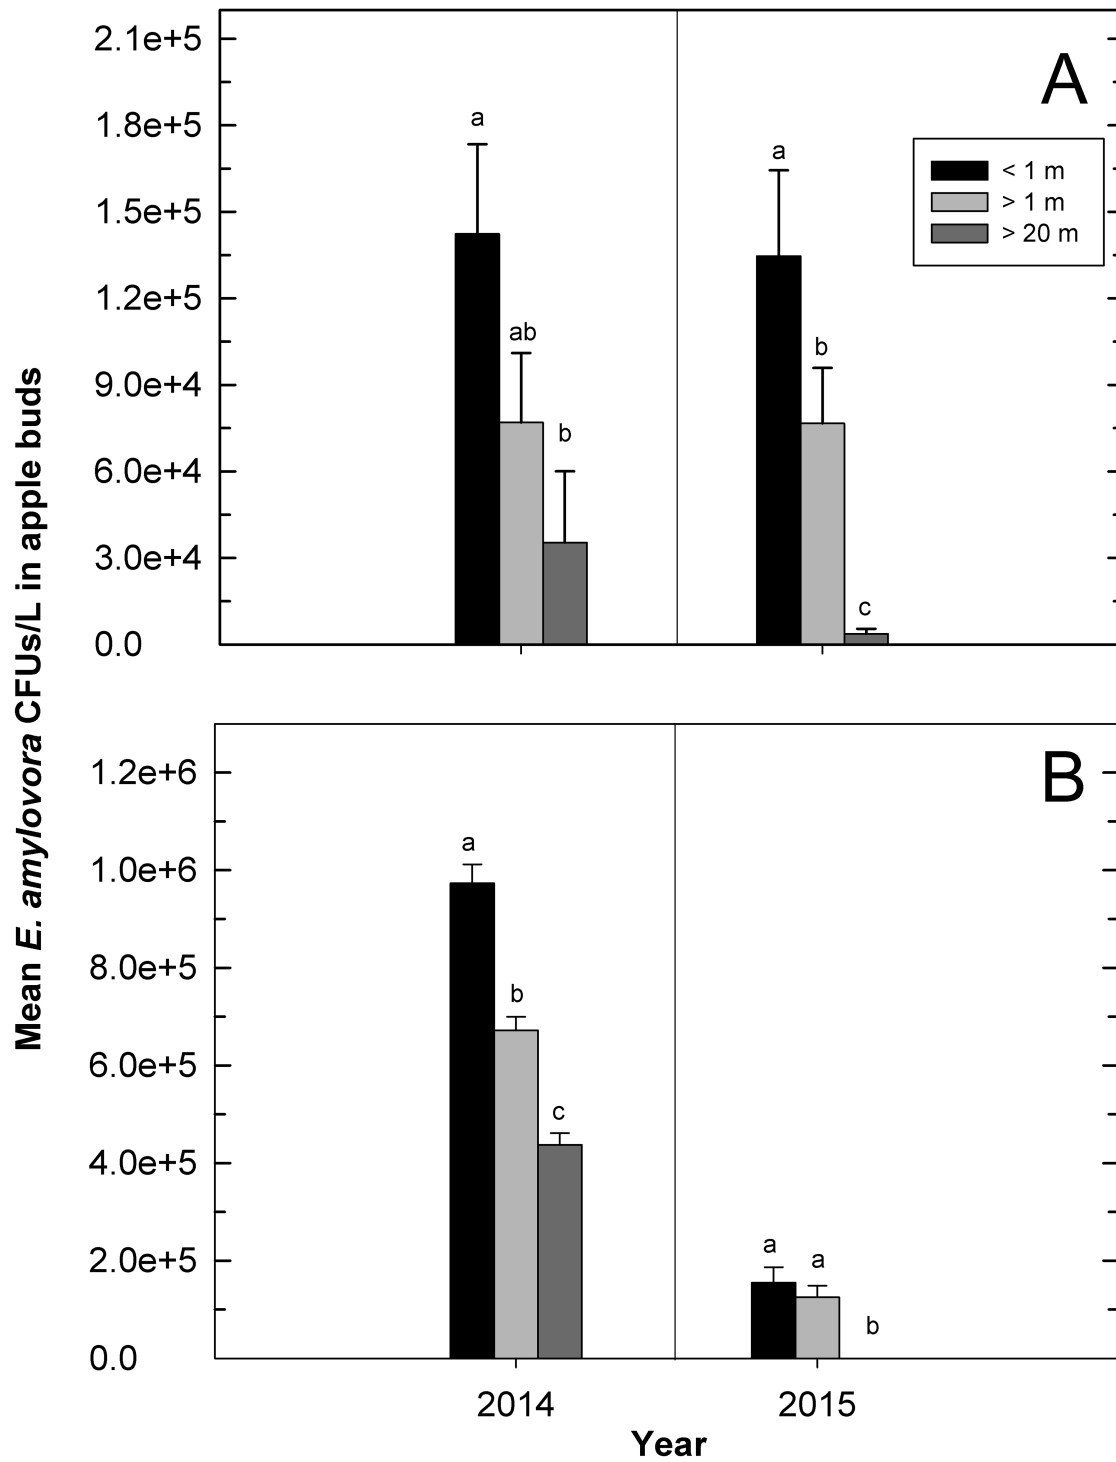 Mean E. amylovora CFUs/L in apple buds
A
2.1e+5
1.8e+5
1.5e+5
1.2e+5
9.0e+4
6.0e+4
3.0e+4
0.0
a
ab
b
a
b
c
< 1 m
> 1 m
> 20 m
B
1.2e+6
1.0e+6
8.0e+5
6.0e+5
4.0e+5
2.0e+5
0.0
a
b
c
a
a
b
2014
2015
Year